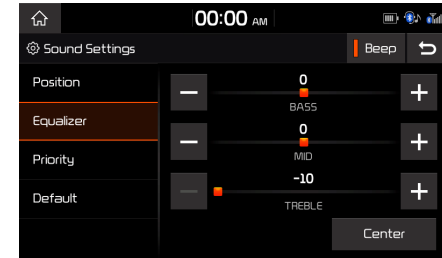 00:00 AM
Sound Settings
Beep
Position
Equalizer
Priority
Default
0
BASS
0
MID
-10
TREBLE
Center